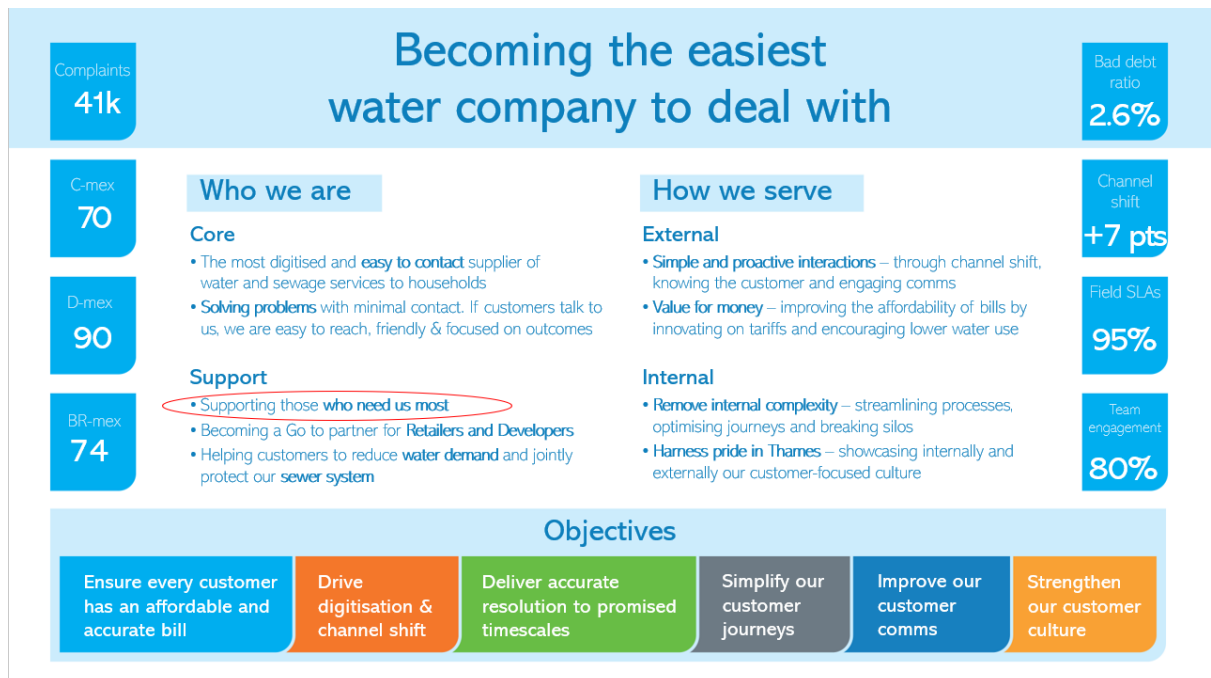 Becoming the easiest
water company to deal with
Complaints
41k
C-mex
70
D-mex
90
BR-mex
74
Who we are
Core
• The most digitised and easy to contact supplier of
water and sewage services to households
• Solving problems with minimal contact. If customers talk to
us, we are easy to reach, friendly & focused on outcomes
Support
• Supporting those who need us most
• Becoming a Go to partner for Retailers and Developers
• Helping customers to reduce water demand and jointly
protect our sewer system
How we serve
External
• Simple and proactive interactions – through channel shift,
knowing the customer and engaging comms
• Value for money – improving the affordability of bills by
innovating on tariffs and encouraging lower water use
Internal
• Remove internal complexity – streamlining processes,
optimising journeys and breaking silos
• Harness pride in Thames – showcasing internally and
externally our customer-focused culture
Bad debt
ratio
2.6%
Channel
shift
+7 pts
Field SLAs
95%
Team
engagement
80%
Objectives
Ensure every customer
has an affordable and
accurate bill
Drive
digitisation &
channel shift
Deliver accurate
resolution to promised
timescales
Simplify our
customer
journeys
Improve our
customer
comms
Strengthen
our customer
culture